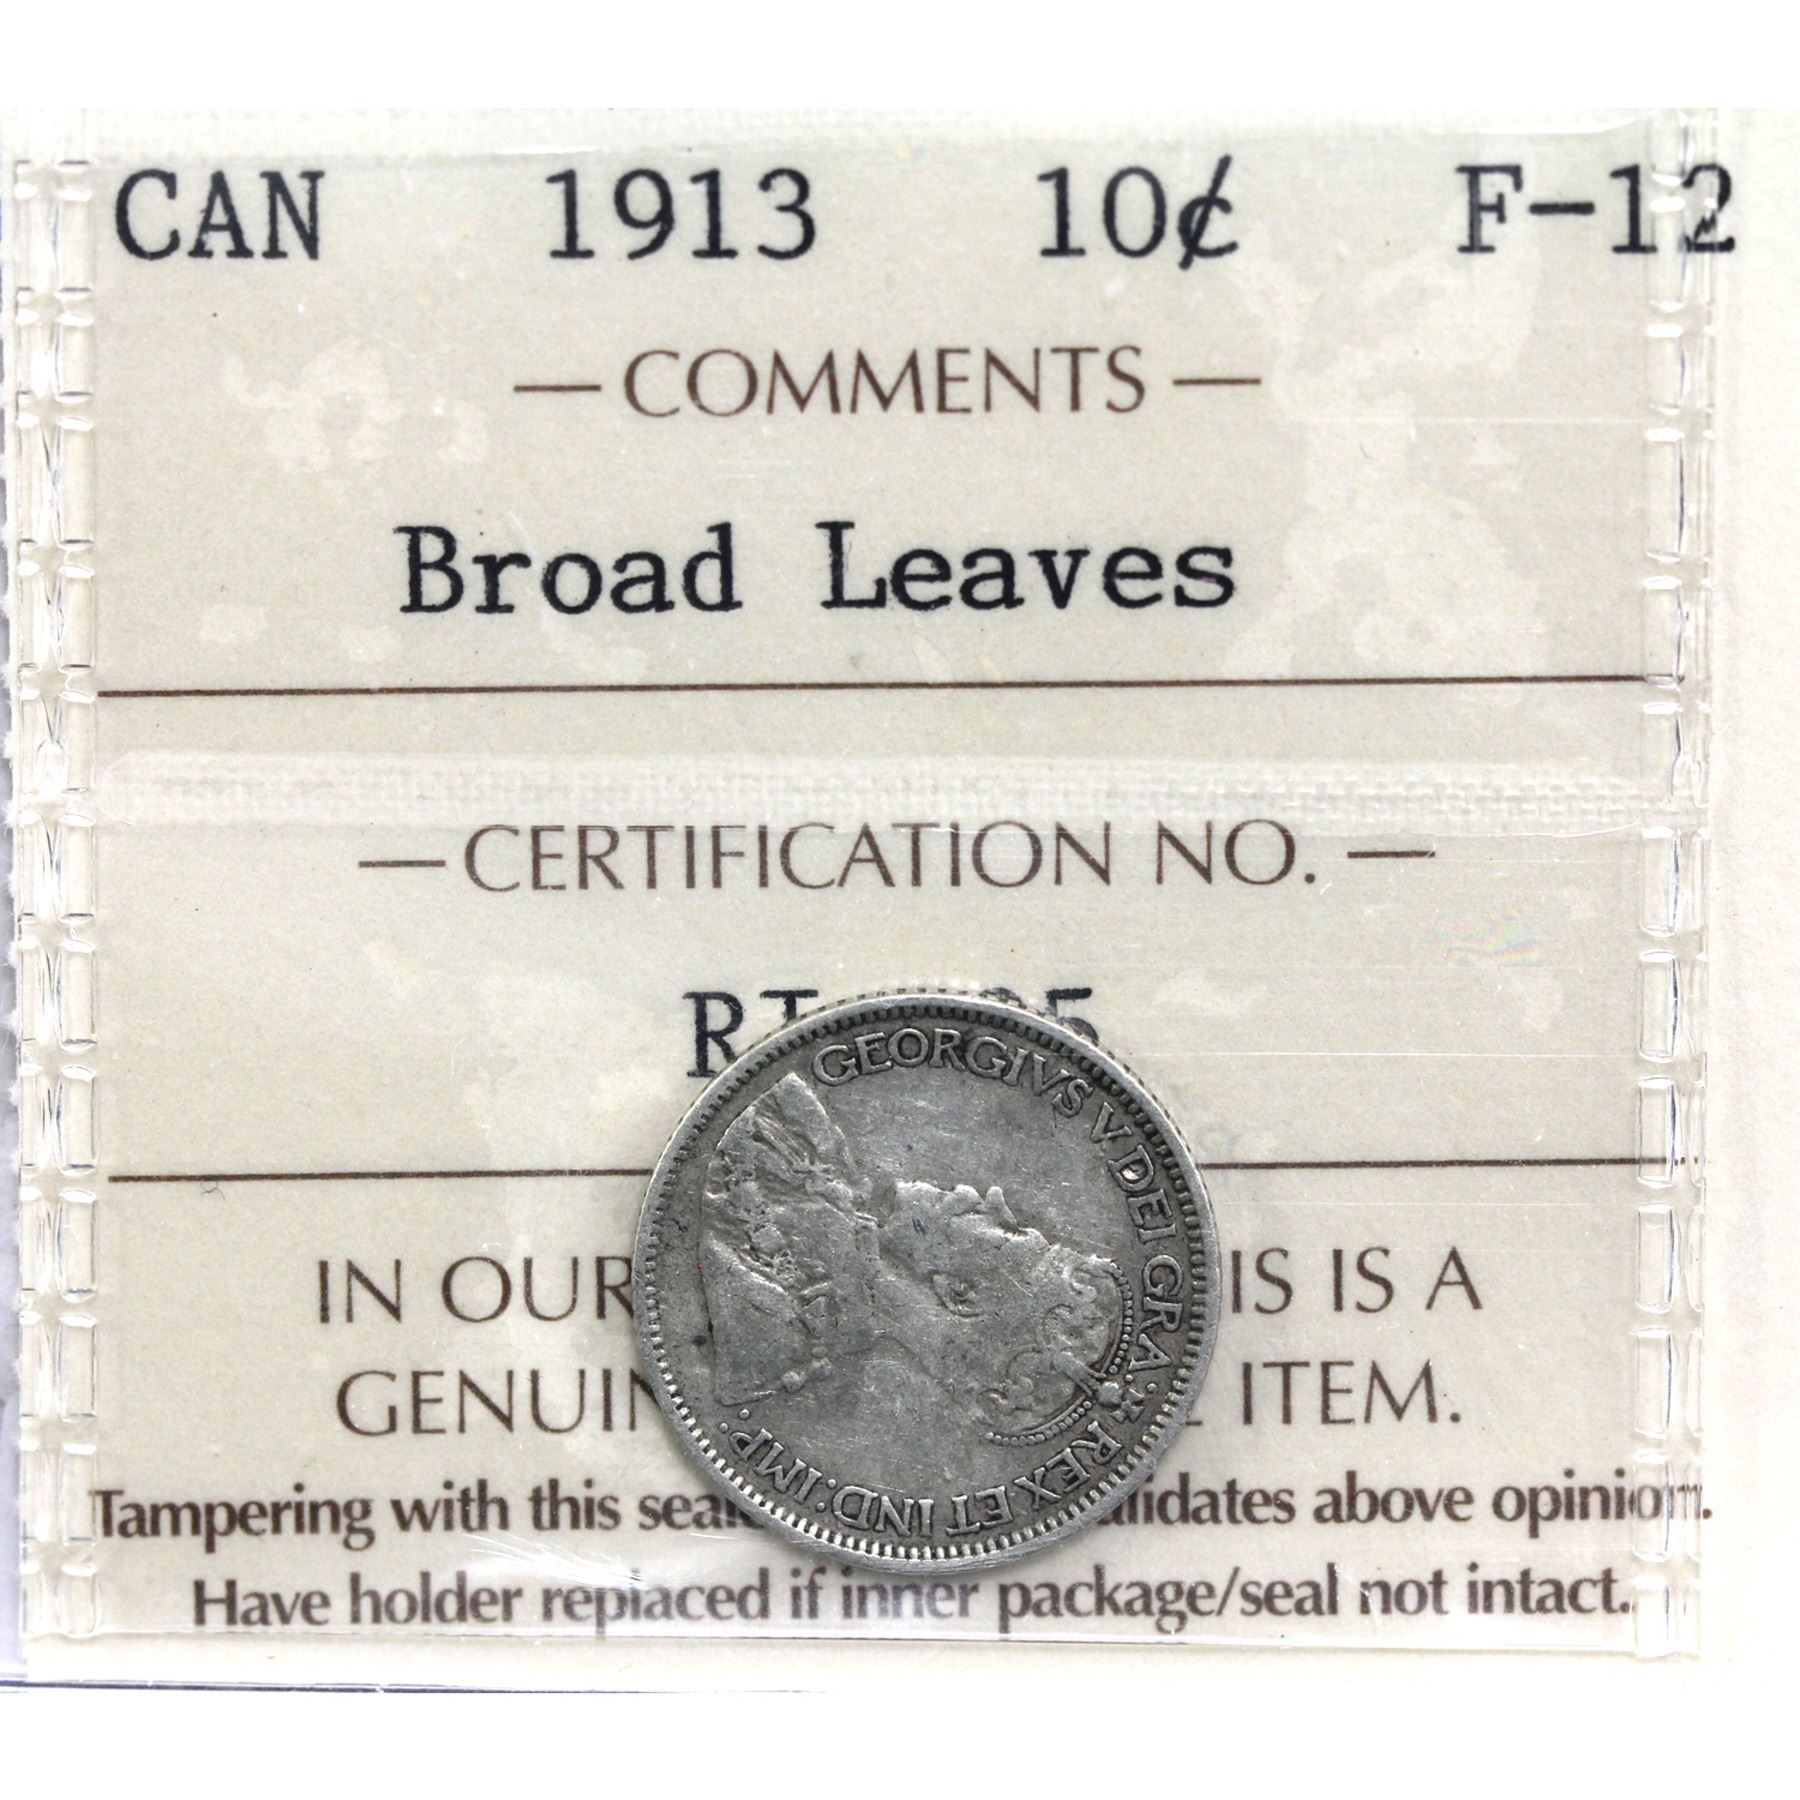 CAN 1913 10¢ F-12
— COMMENTS —
Broad Leaves
— CERTIFICATION NO. —
IN OUR IS IS A
GENUIN ITEM.
Tampering with this seal lidates above opinion.
Have holder replaced if inner package/seal not intact.
GEORGIVS V DEI GRA: REX ET IND: IMP: